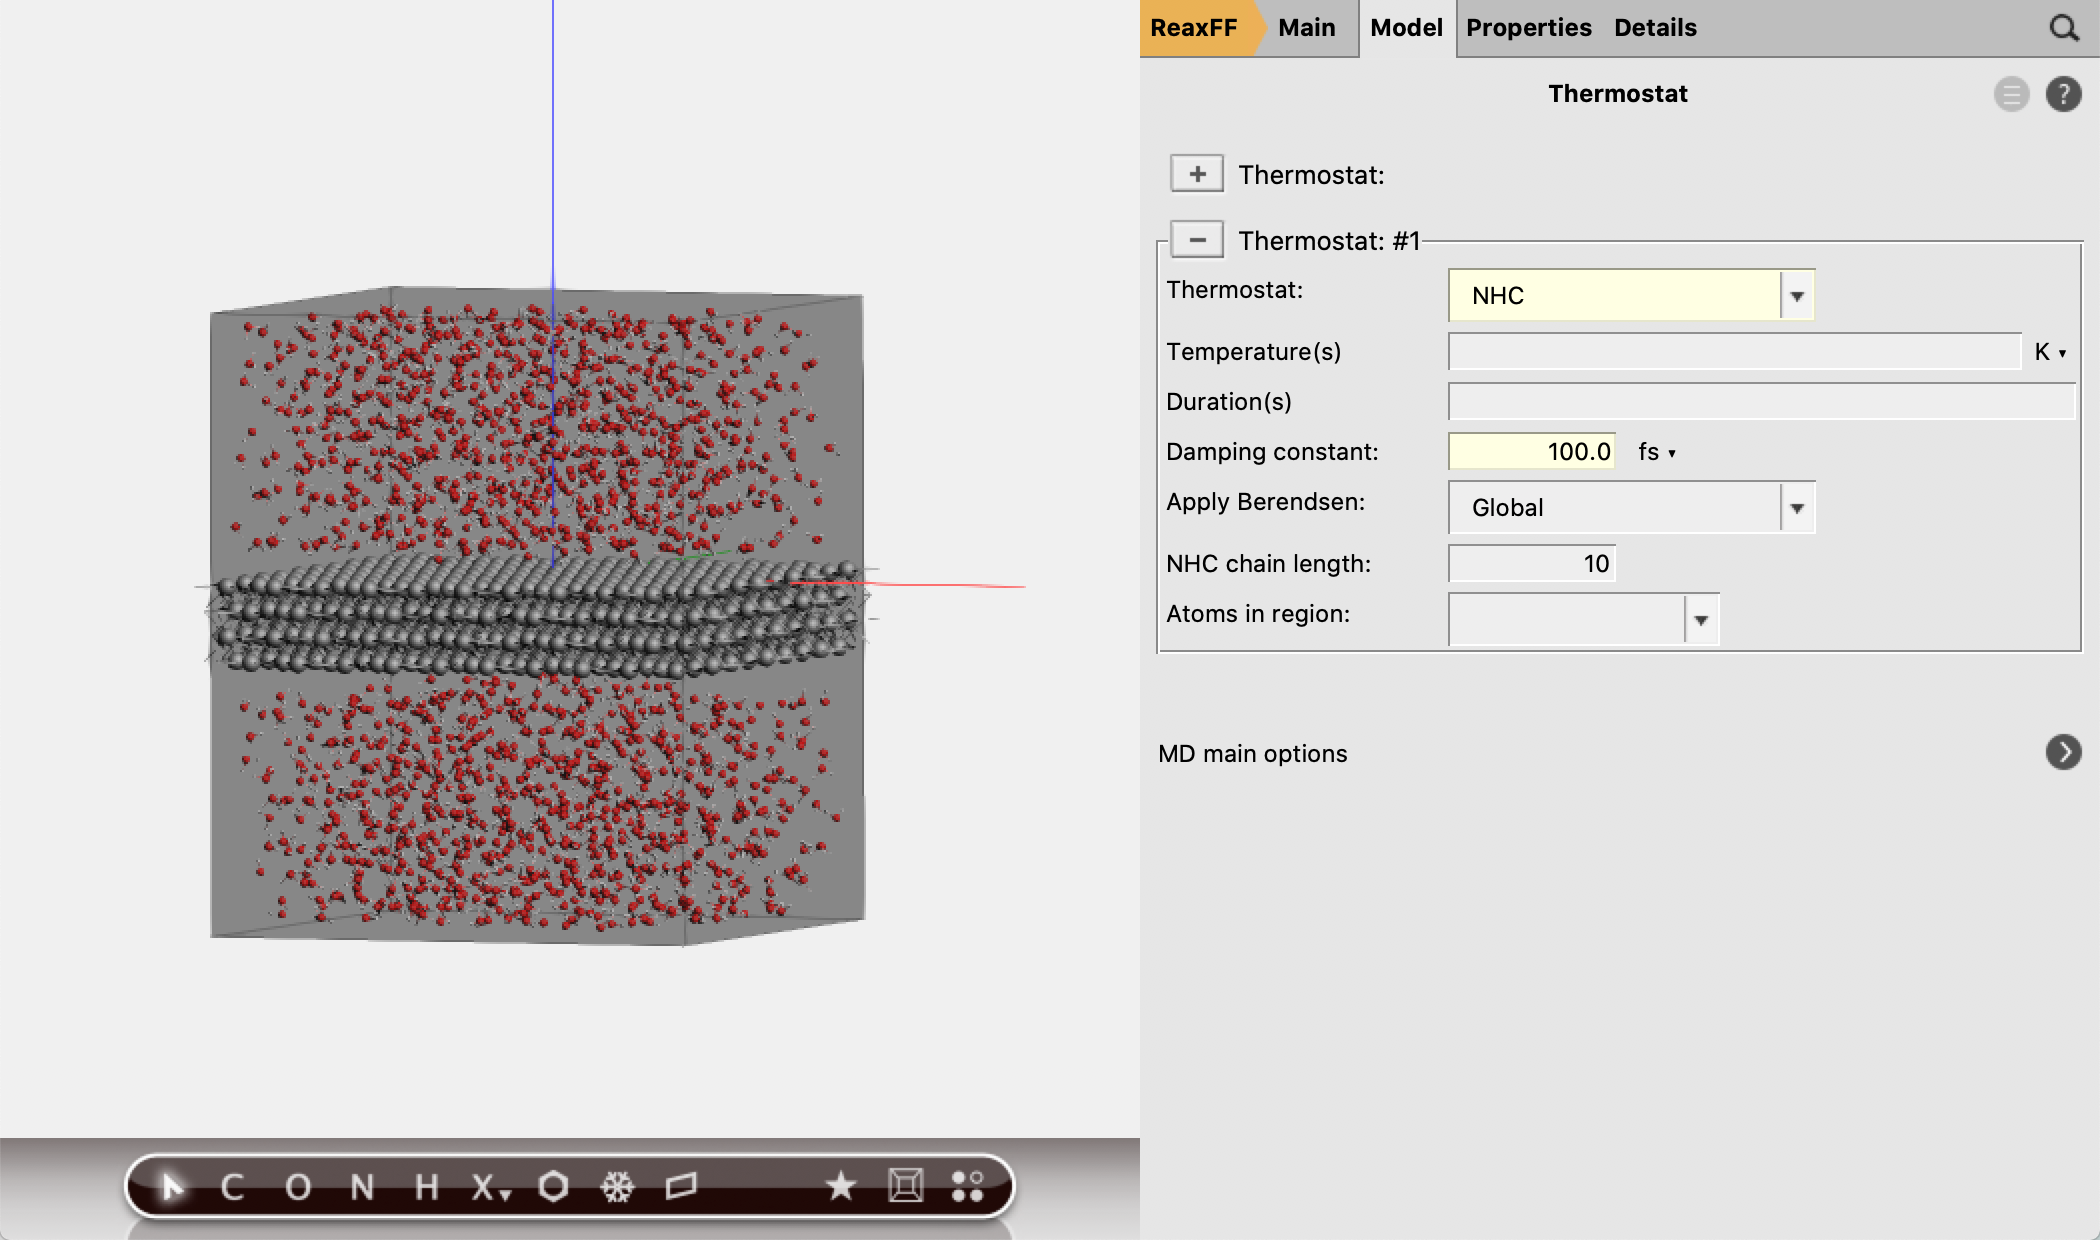 ReaxFF Main Model Properties Details
Thermostat
?
+ Thermostat:
− Thermostat: #1
Thermostat: NHC
Temperature(s) K
Duration(s)
Damping constant: 100.0 fs
Apply Berendsen: Global
NHC chain length: 10
Atoms in region:
MD main options
C O N H X